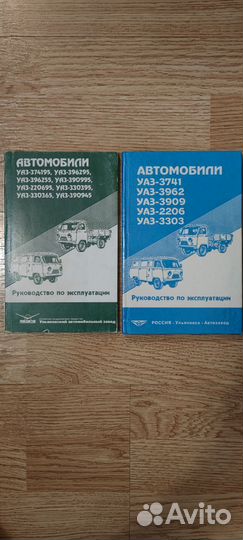 АВТОМОБИЛИ
УАЗ-374195, УАЗ-396295,
УАЗ-396255, УАЗ-390995,
УАЗ-220695, УАЗ-330395,
УАЗ-330365, УАЗ-390945
Руководство по эксплуатации
Ульяновский автомобильный завод
АВТОМОБИЛИ
УАЗ-3741
УАЗ-3962
УАЗ-3909
УАЗ-2206
УАЗ-3303
Руководство по эксплуатации
РОССИЯ - Ульяновск - Автозавод
Avito